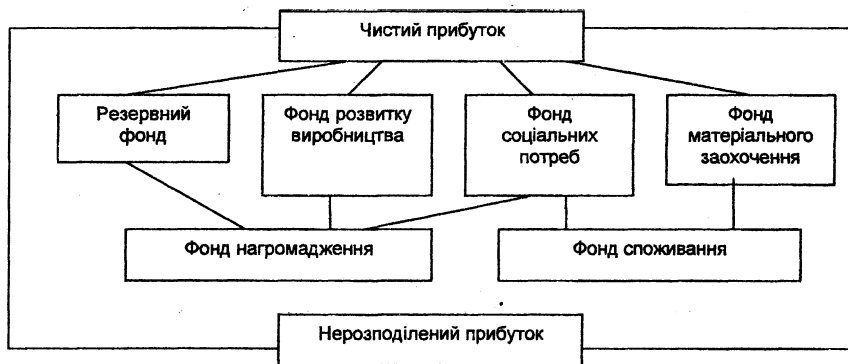 Чистий прибуток
Резервний
фонд
Фонд розвитку
виробництва
Фонд
соціальних
потреб
Фонд
матеріального
заохочення
Фонд нагромадження
Фонд споживання
Нерозподілений прибуток